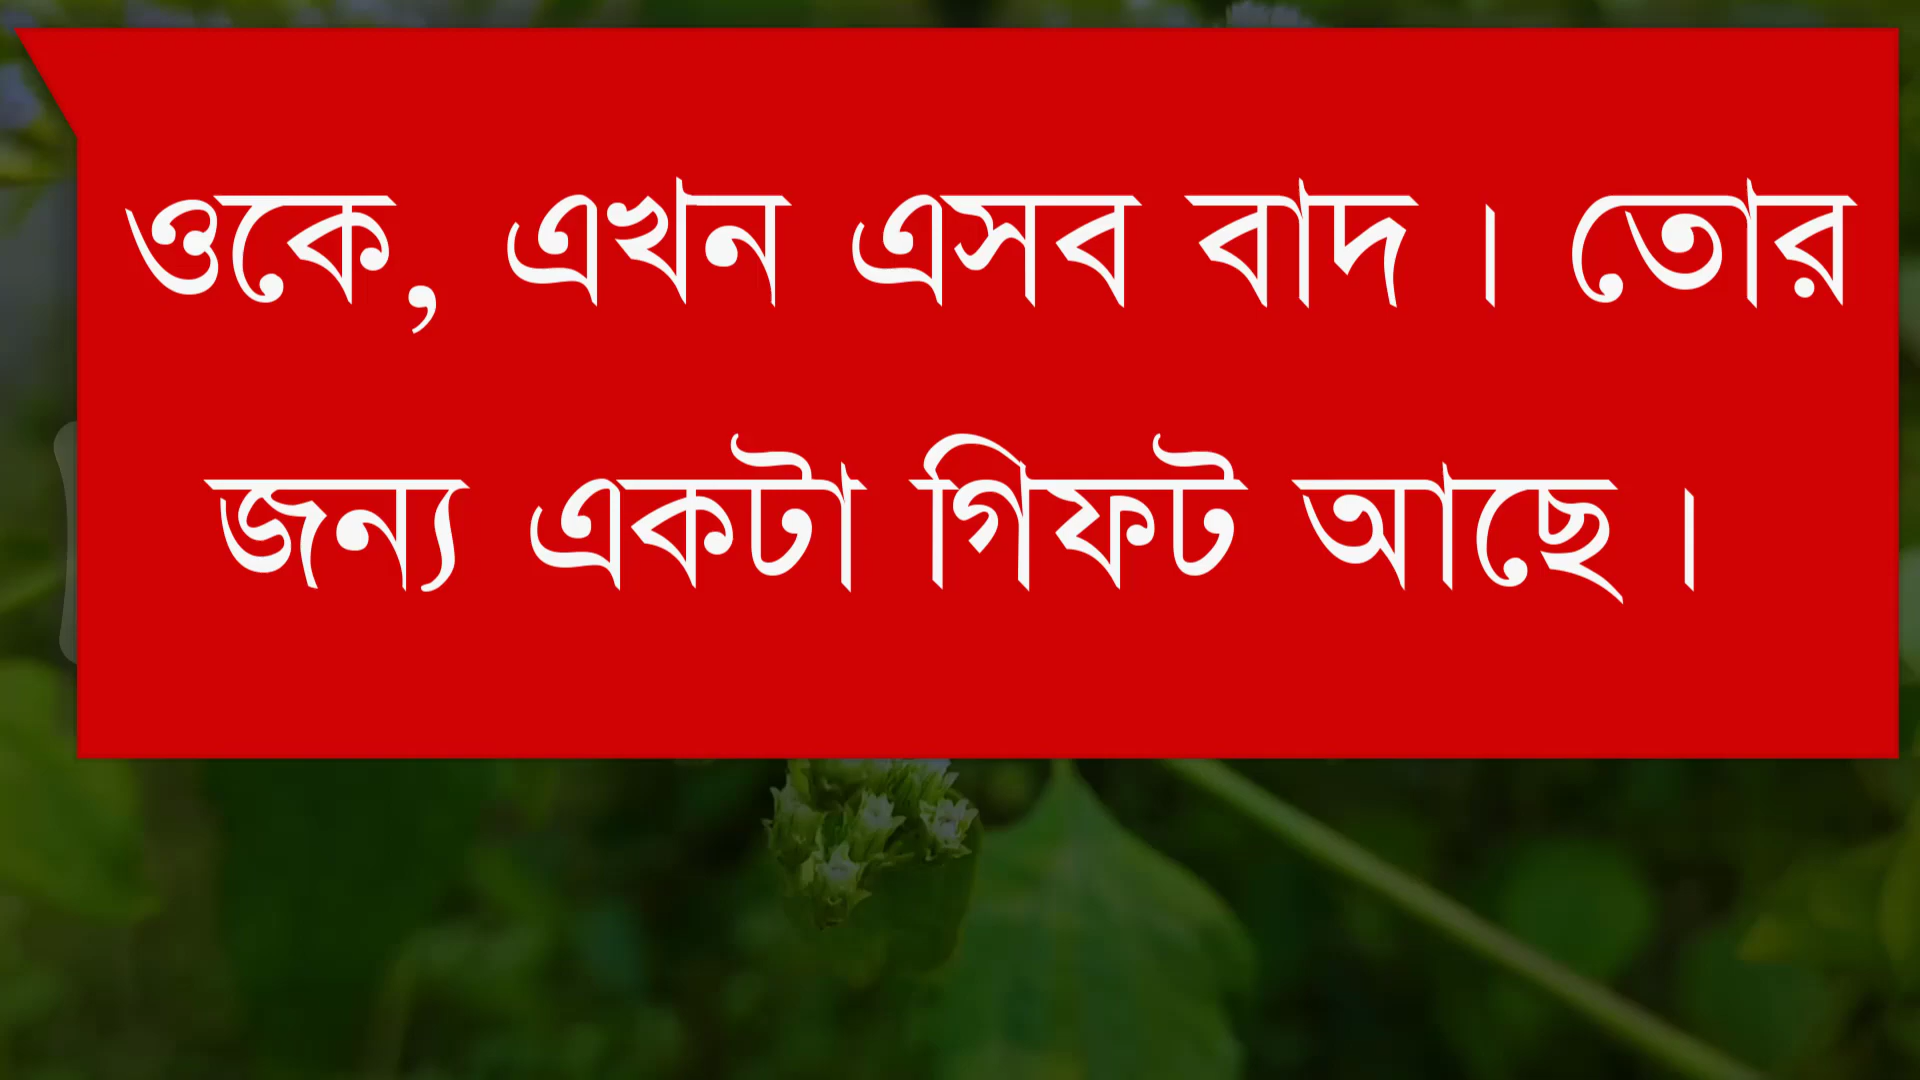 ওকে, এখন এসব বাদ । তোর
জন্য একটা গিফট আছে ।